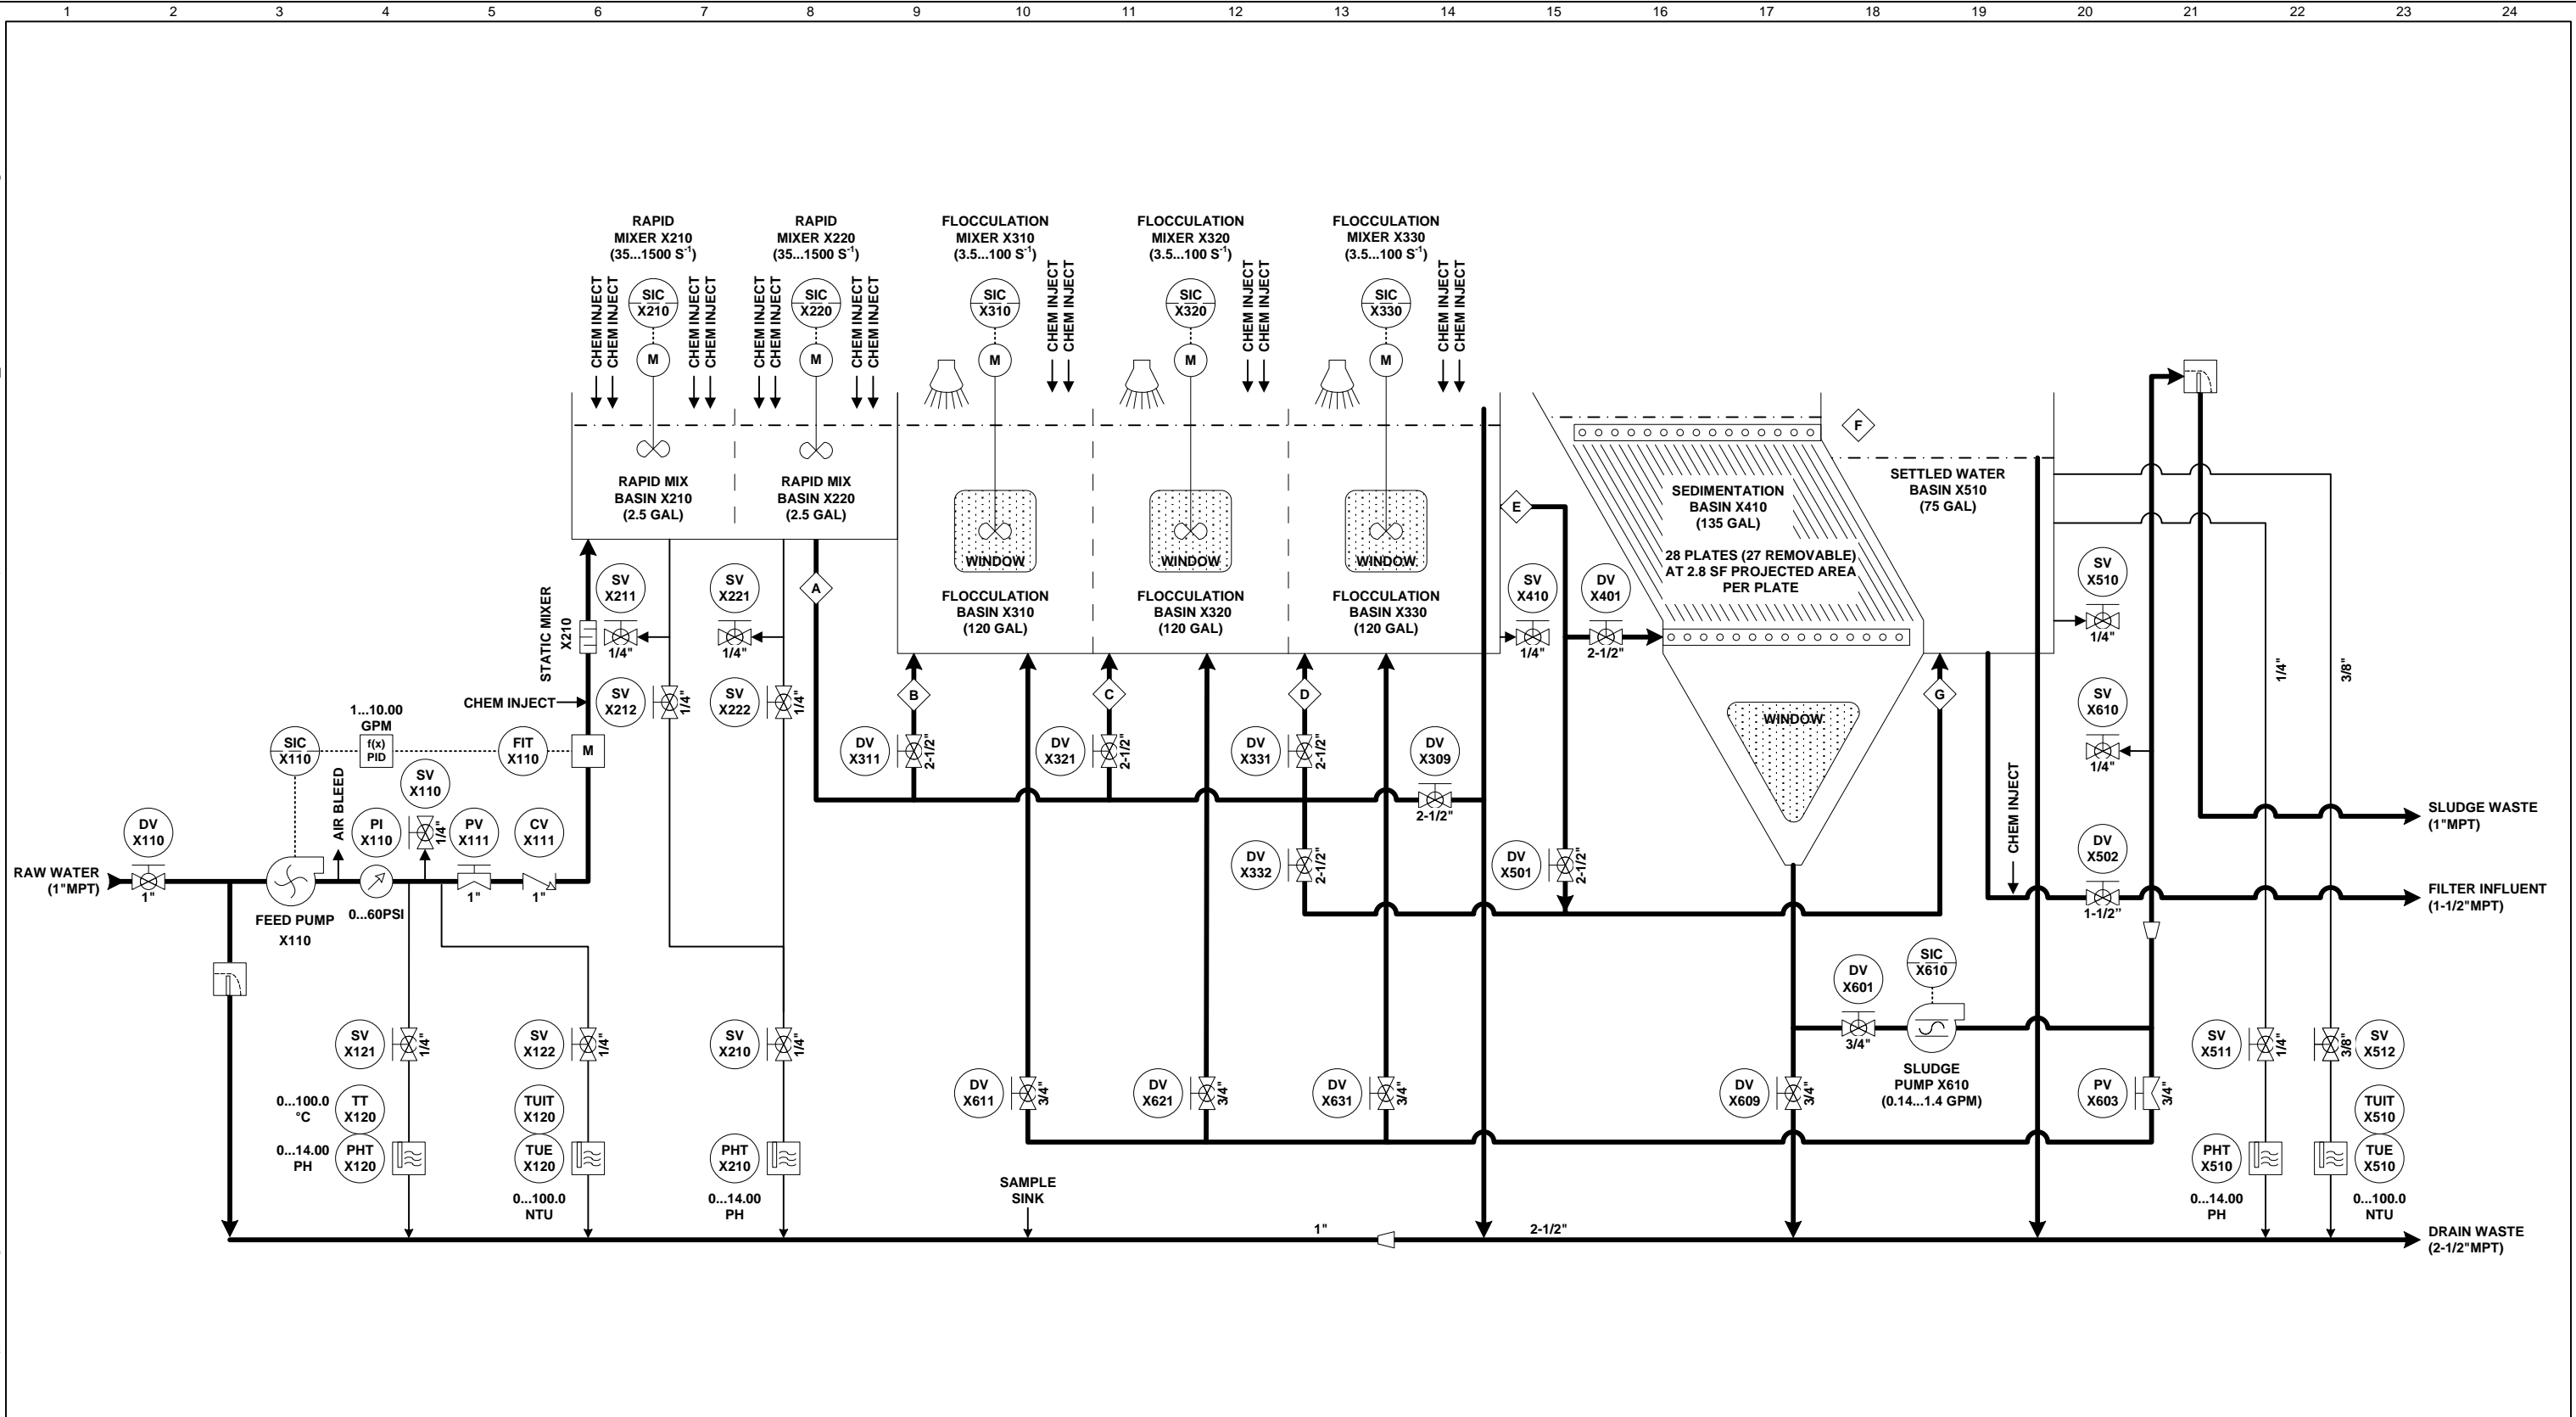 1 2 3 4 5 6 7 8 9 10 11 12 13 14 15 16 17 18 19 20 21 22 23 24
RAPID
MIXER X210
(35...1500 S-1)
RAPID
MIXER X220
(35...1500 S-1)
FLOCCULATION
MIXER X310
(3.5...100 S-1)
FLOCCULATION
MIXER X320
(3.5...100 S-1)
FLOCCULATION
MIXER X330
(3.5...100 S-1)
CHEM INJECT
CHEM INJECT
SIC
X210
CHEM INJECT
CHEM INJECT
CHEM INJECT
CHEM INJECT
SIC
X220
CHEM INJECT
CHEM INJECT
SIC
X310
CHEM INJECT
CHEM INJECT
SIC
X320
CHEM INJECT
CHEM INJECT
SIC
X330
CHEM INJECT
CHEM INJECT
M
M
M
M
M
RAPID MIX
BASIN X210
(2.5 GAL)
RAPID MIX
BASIN X220
(2.5 GAL)
WINDOW
FLOCCULATION
BASIN X310
(120 GAL)
WINDOW
FLOCCULATION
BASIN X320
(120 GAL)
WINDOW
FLOCCULATION
BASIN X330
(120 GAL)
SEDIMENTATION
BASIN X410
(135 GAL)
28 PLATES (27 REMOVABLE)
AT 2.8 SF PROJECTED AREA
PER PLATE
WINDOW
F
SETTLED WATER
BASIN X510
(75 GAL)
STATIC MIXER
X210
SV
X211
1/4"
SV
X221
1/4"
A
SV
X212
1/4"
SV
X222
1/4"
CHEM INJECT
E
SV
X410
1/4"
DV
X401
2-1/2"
SV
X510
1/4"
SV
X610
1/4"
1/4"
3/8"
B
C
D
G
DV
X311
2-1/2"
DV
X321
2-1/2"
DV
X331
2-1/2"
DV
X309
2-1/2"
DV
X332
2-1/2"
DV
X501
2-1/2"
1...10.00
GPM
SIC
X110
f(x)
PID
FIT
X110
M
RAW WATER
(1"MPT)
DV
X110
1"
FEED PUMP
X110
AIR BLEED
PI
X110
0...60PSI
SV
X110
1/4"
PV
X111
1"
CV
X111
1"
CHEM INJECT
DV
X502
1-1/2"
SLUDGE WASTE
(1"MPT)
FILTER INFLUENT
(1-1/2"MPT)
DV
X601
3/4"
SIC
X610
SLUDGE
PUMP X610
(0.14...1.4 GPM)
SV
X121
1/4"
0...100.0
°C
TT
X120
0...14.00
PH
PHT
X120
SV
X122
1/4"
TUIT
X120
TUE
X120
0...100.0
NTU
SV
X210
1/4"
PHT
X210
0...14.00
PH
DV
X611
3/4"
DV
X621
3/4"
DV
X631
3/4"
DV
X609
3/4"
PV
X603
3/4"
SV
X511
1/4"
PHT
X510
0...14.00
PH
3/8"
SV
X512
TUIT
X510
TUE
X510
0...100.0
NTU
SAMPLE
SINK
1"
2-1/2"
DRAIN WASTE
(2-1/2"MPT)